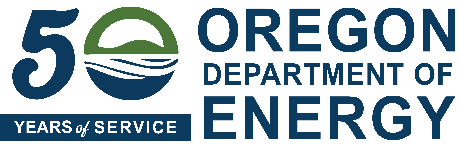 50
YEARS of SERVICE
OREGON
DEPARTMENT OF
ENERGY